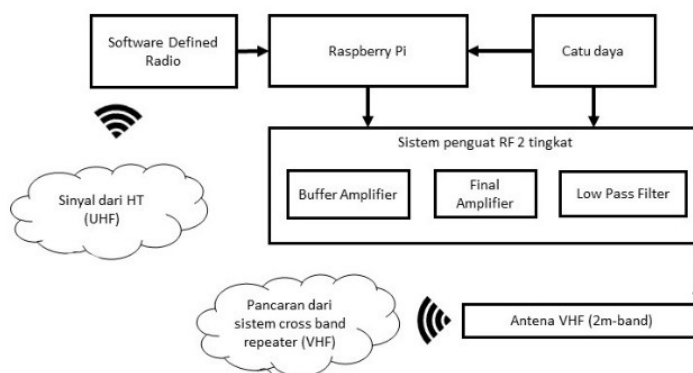 Software Defined
Radio
Raspberry Pi
Catu daya
Sistem penguat RF 2 tingkat
Buffer Amplifier
Final
Amplifier
Low Pass Filter
Sinyal dari HT
(UHF)
Pancaran dari
sistem cross band
repeater (VHF)
Antena VHF (2m-band)